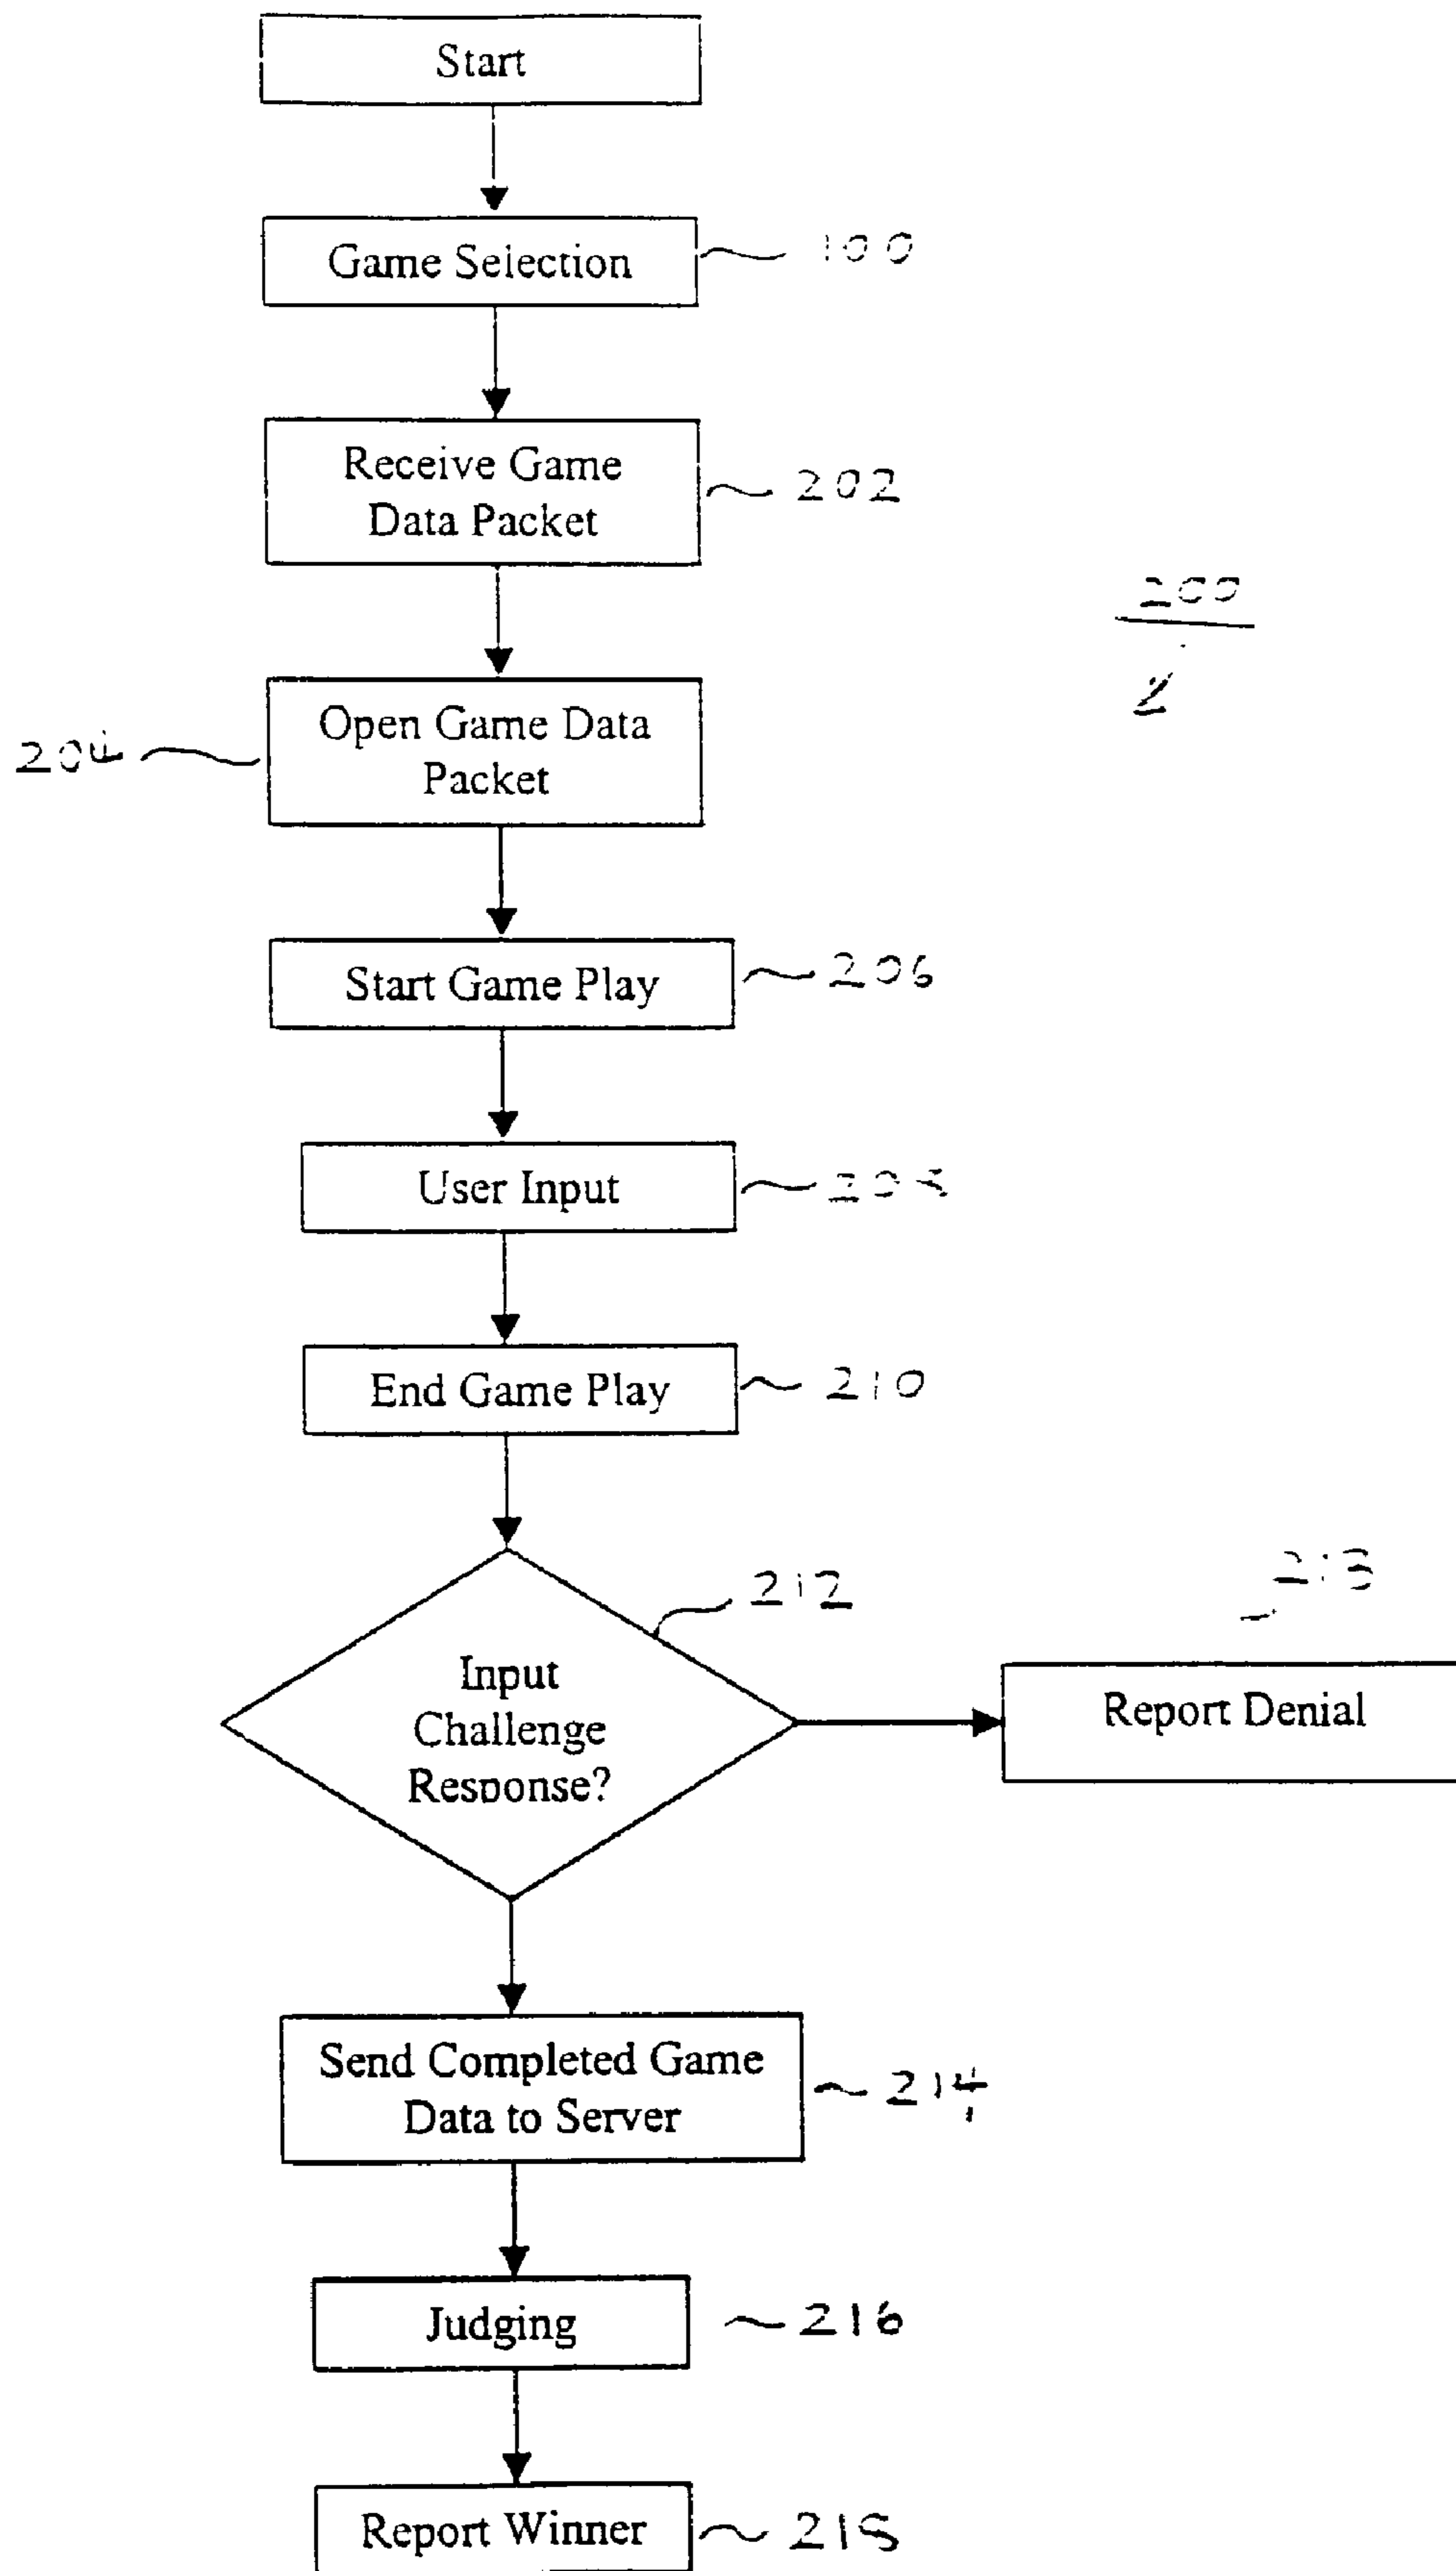 Start
Game Selection
100
Receive Game
Data Packet
202
200
Open Game Data
Packet
204
Start Game Play
206
User Input
End Game Play
210
Input
Challenge
Response?
212
213
Report Denial
Send Completed Game
Data to Server
214
Judging
216
Report Winner
218